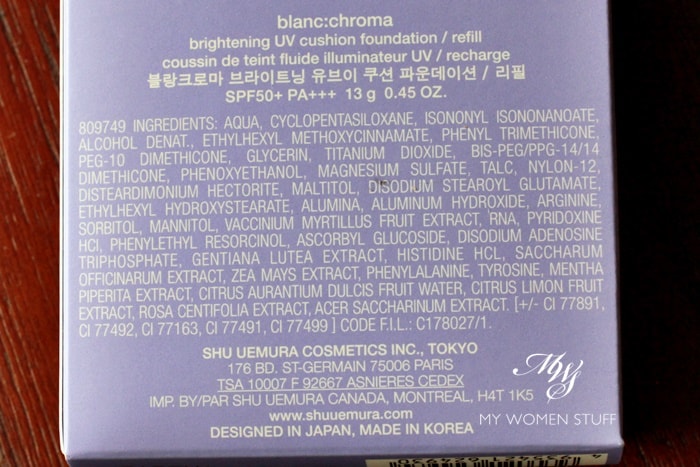 blanc:chroma
brightening UV cushion foundation / refill
coussin de teint fluide illuminateur UV / recharge
블랑크로마 브라이트닝 유브이 쿠션 파운데이션 / 리필
SPF50+ PA+++ 13 g 0.45 OZ.
809749 INGREDIENTS: AQUA, CYCLOPENTASILOXANE, ISONONYL ISONONANOATE,
ALCOHOL DENAT., ETHYLHEXYL METHOXYCINNAMATE, PHENYL TRIMETHICONE,
PEG-10 DIMETHICONE, GLYCERIN, TITANIUM DIOXIDE, BIS-PEG/PPG-14/14
DIMETHICONE, PHENOXYETHANOL, MAGNESIUM SULFATE, TALC, NYLON-12,
DISTEARDIMONIUM HECTORITE, MALTITOL, DISODIUM STEAROYL GLUTAMATE,
ETHYLHEXYL HYDROXYSTEARATE, ALUMINA, ALUMINUM HYDROXIDE, ARGININE,
SORBITOL, MANNITOL, VACCINIUM MYRTILLUS FRUIT EXTRACT, RNA, PYRIDOXINE
HCl, PHENYLETHYL RESORCINOL, ASCORBYL GLUCOSIDE, DISODIUM ADENOSINE
TRIPHOSPHATE, GENTIANA LUTEA EXTRACT, HISTIDINE HCL, SACCHARUM
OFFICINARUM EXTRACT, ZEA MAYS EXTRACT, PHENYLALANINE, TYROSINE, MENTHA
PIPERITA EXTRACT, CITRUS AURANTIUM DULCIS FRUIT WATER, CITRUS LIMON FRUIT
EXTRACT, ROSA CENTIFOLIA EXTRACT, ACER SACCHARINUM EXTRACT. [+/- CI 77891,
CI 77492, CI 77163, CI 77491, CI 77499 ] CODE F.I.L.: C178027/1.
SHU UEMURA COSMETICS INC., TOKYO
176 BD. ST-GERMAIN 75006 PARIS
TSA 10007 F 92667 ASNIERES CEDEX
IMP. BY/PAR SHU UEMURA CANADA, MONTREAL, H4T 1K5
www.shuuemura.com
DESIGNED IN JAPAN, MADE IN KOREA
MWS
MY WOMEN STUFF